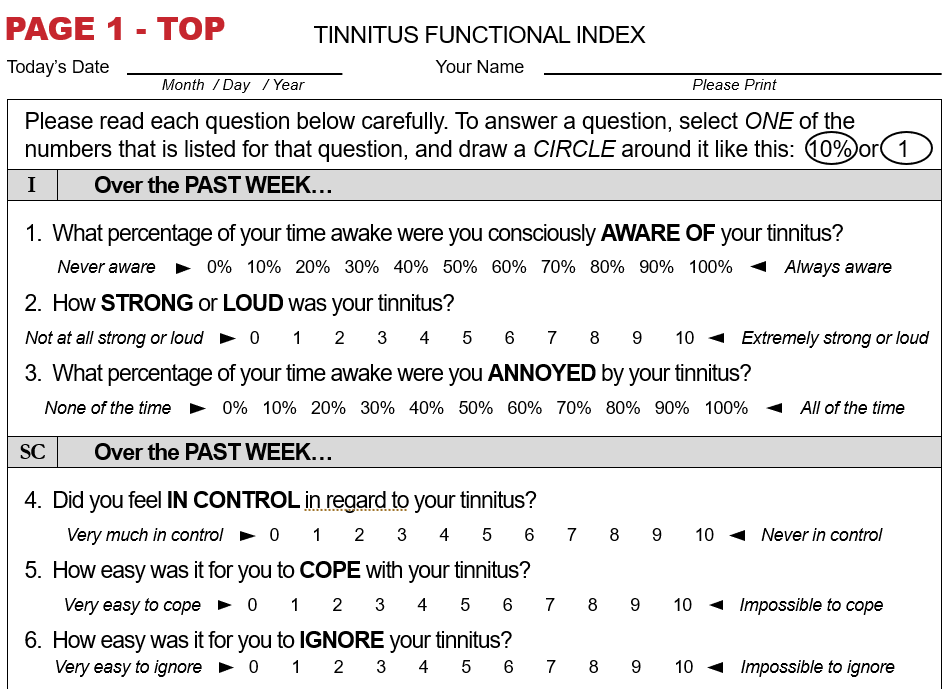 PAGE 1 - TOP
TINNITUS FUNCTIONAL INDEX
Today's Date Your Name
Month / Day / Year Please Print
Please read each question below carefully. To answer a question, select ONE of the
numbers that is listed for that question, and draw a CIRCLE around it like this: 10% or 1
I Over the PAST WEEK…
1. What percentage of your time awake were you consciously AWARE OF your tinnitus?
Never aware ► 0% 10% 20% 30% 40% 50% 60% 70% 80% 90% 100% ◄ Always aware
2. How STRONG or LOUD was your tinnitus?
Not at all strong or loud ► 0 1 2 3 4 5 6 7 8 9 10 ◄ Extremely strong or loud
3. What percentage of your time awake were you ANNOYED by your tinnitus?
None of the time ► 0% 10% 20% 30% 40% 50% 60% 70% 80% 90% 100% ◄ All of the time
SC Over the PAST WEEK…
4. Did you feel IN CONTROL in regard to your tinnitus?
Very much in control ► 0 1 2 3 4 5 6 7 8 9 10 ◄ Never in control
5. How easy was it for you to COPE with your tinnitus?
Very easy to cope ► 0 1 2 3 4 5 6 7 8 9 10 ◄ Impossible to cope
6. How easy was it for you to IGNORE your tinnitus?
Very easy to ignore ► 0 1 2 3 4 5 6 7 8 9 10 ◄ Impossible to ignore